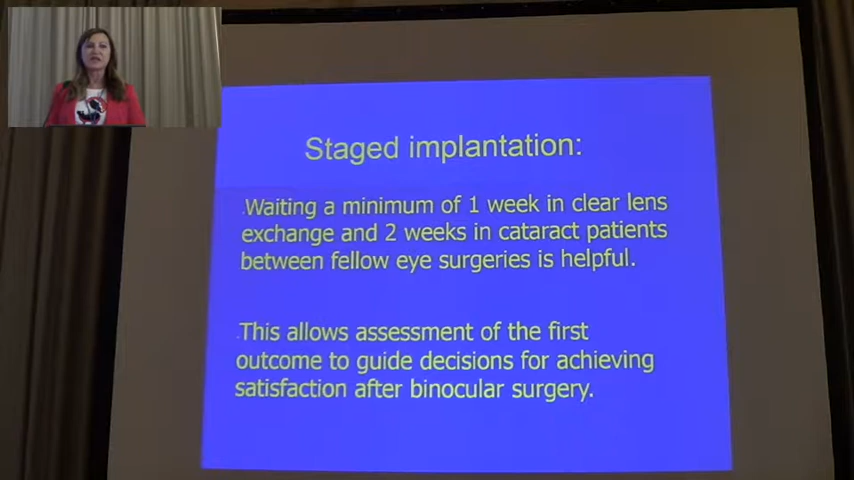 Staged implantation:
.Waiting a minimum of 1 week in clear lens
exchange and 2 weeks in cataract patients
between fellow eye surgeries is helpful.
.This allows assessment of the first
outcome to guide decisions for achieving
satisfaction after binocular surgery.